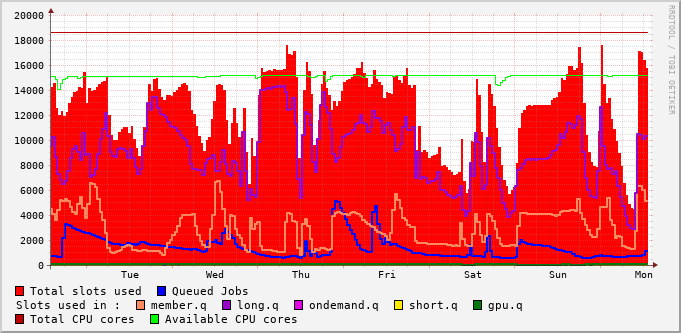 20000
18000
16000
14000
12000
10000
8000
6000
4000
2000
0
Tue Wed Thu Fri Sat Sun Mon
RRDTOOL / TOBI OETIKER
Total slots used Queued Jobs
Slots used in : member.q long.q ondemand.q short.q gpu.q
Total CPU cores Available CPU cores